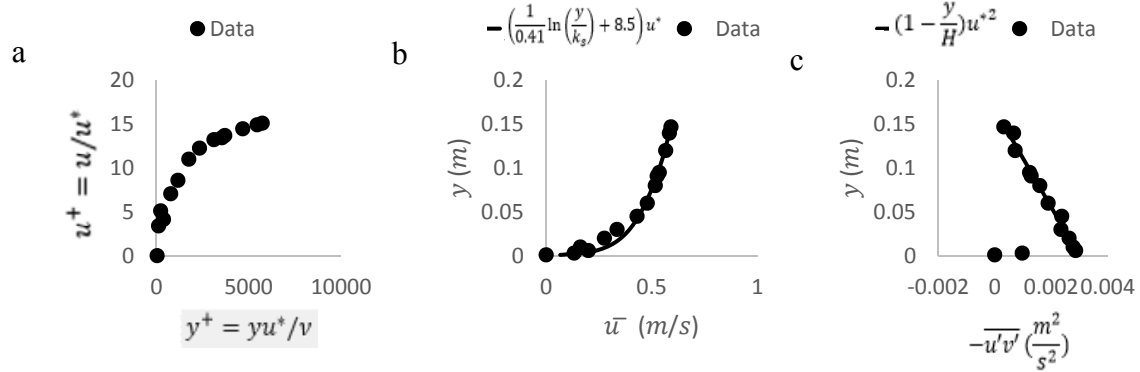 a
● Data
20
15
10
5
0
0 5000 10000
u⁺ = u/u*
y⁺ = yu*/v
b
– (1/0.41 ln(y/kₛ) + 8.5) u* ● Data
0.2
0.15
0.1
0.05
0
0 0.5 1
y (m)
u̅ (m/s)
c
– (1 − y/H)u*² ● Data
0.2
0.15
0.1
0.05
0
-0.002 0 0.002 0.004
y (m)
−u'v'̅ (m²/s²)